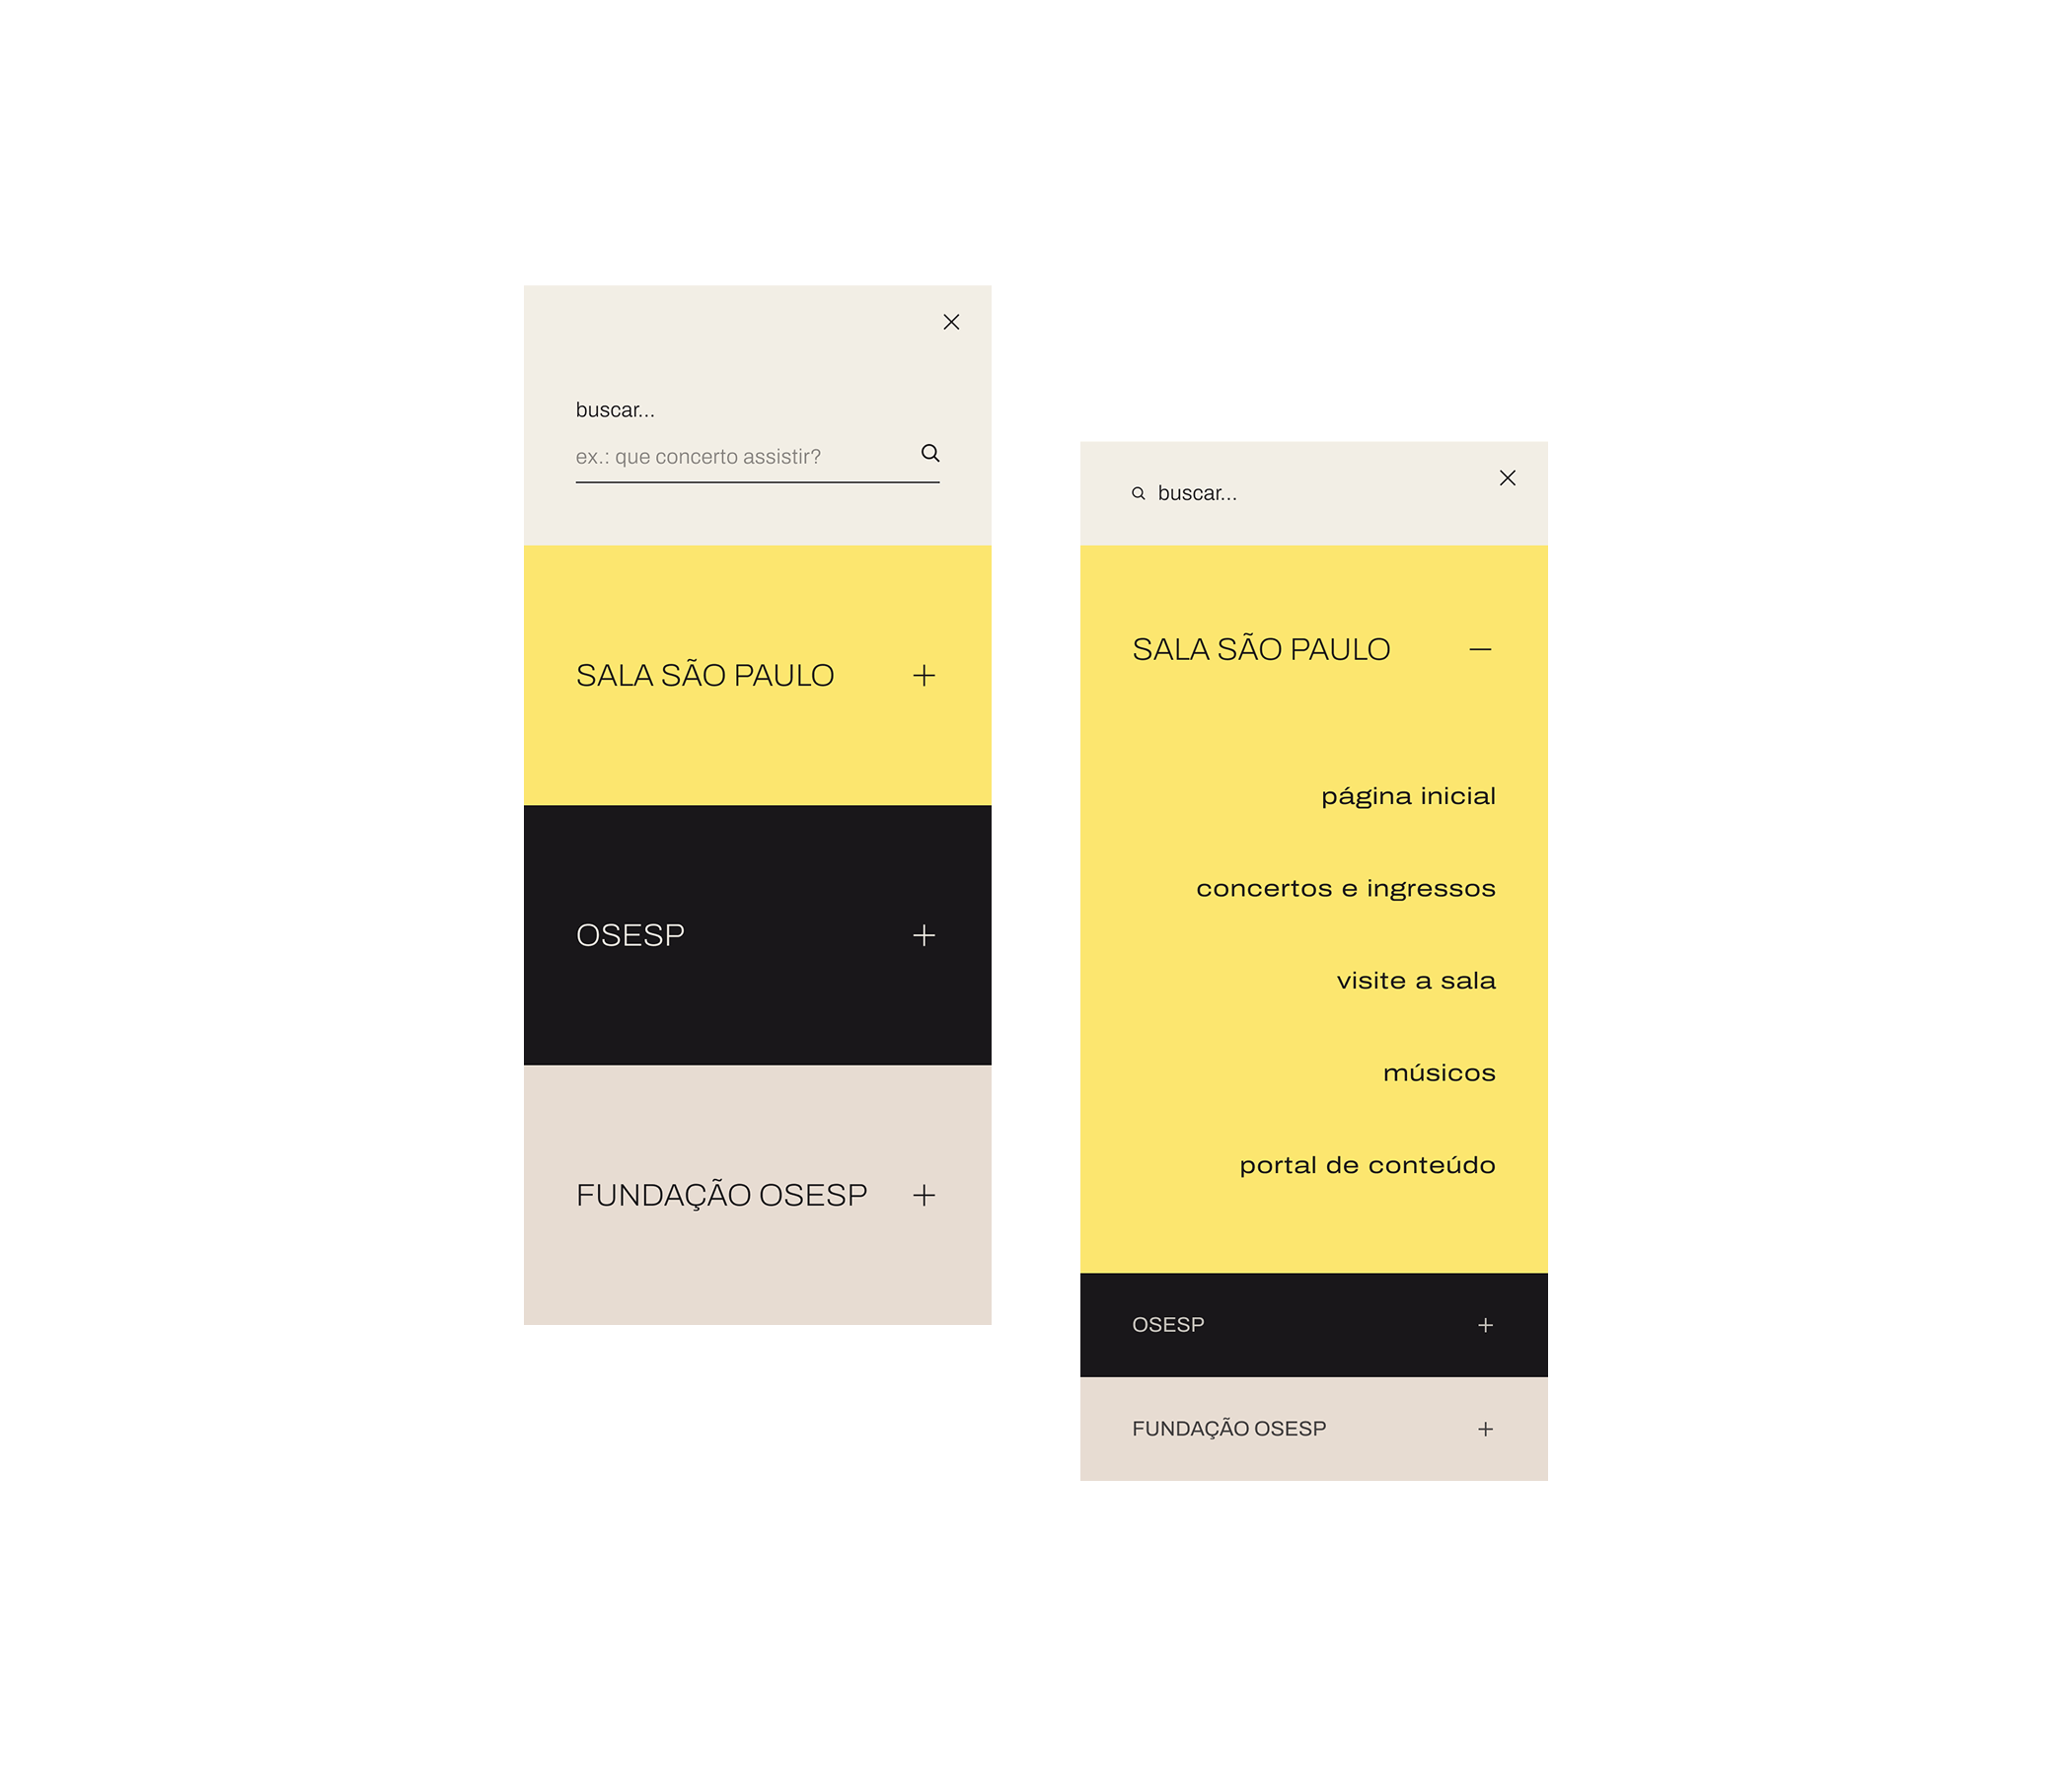 buscar...
ex.: que concerto assistir?
SALA SÃO PAULO
OSESP
FUNDAÇÃO OSESP
buscar...
SALA SÃO PAULO
página inicial
concertos e ingressos
visite a sala
músicos
portal de conteúdo
OSESP
FUNDAÇÃO OSESP